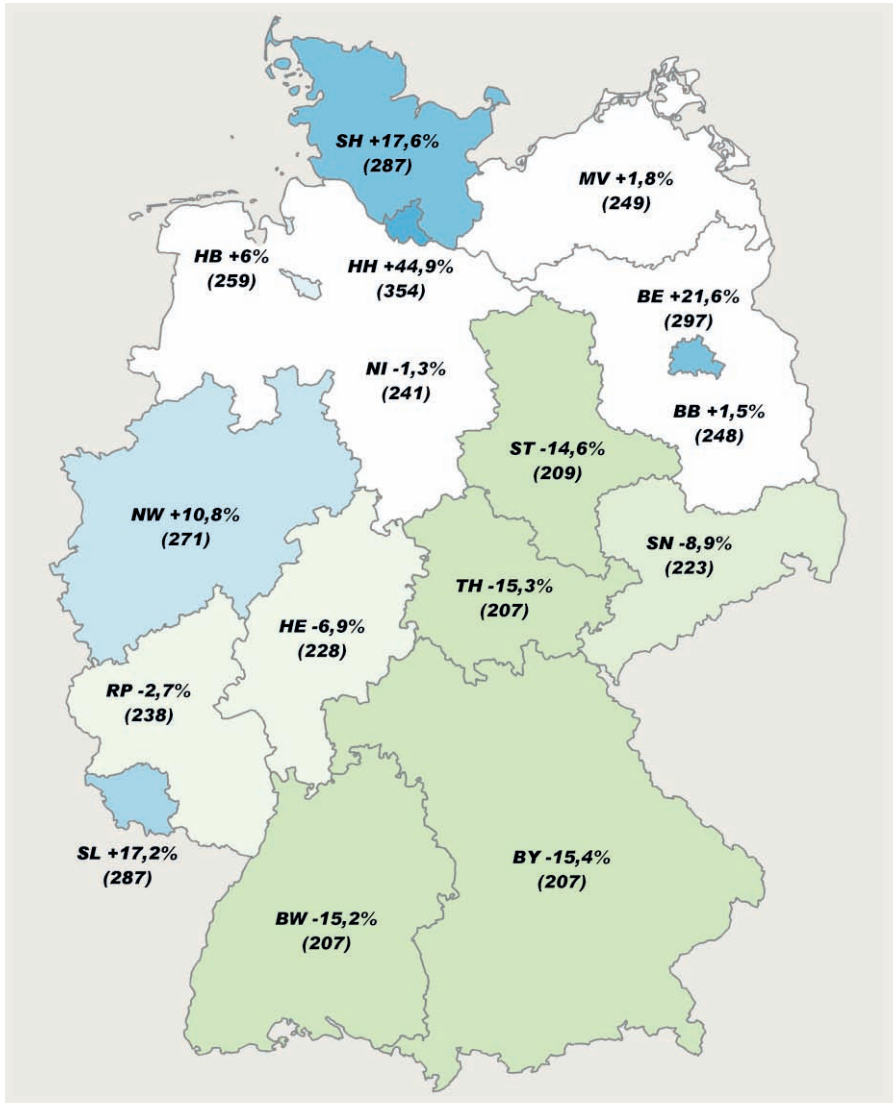 SH +17,6%
(287)
MV +1,8%
(249)
HB +6%
(259)
HH +44,9%
(354)
BE +21,6%
(297)
NI -1,3%
(241)
BB +1,5%
(248)
ST -14,6%
(209)
NW +10,8%
(271)
SN -8,9%
(223)
TH -15,3%
(207)
HE -6,9%
(228)
RP -2,7%
(238)
SL +17,2%
(287)
BY -15,4%
(207)
BW -15,2%
(207)